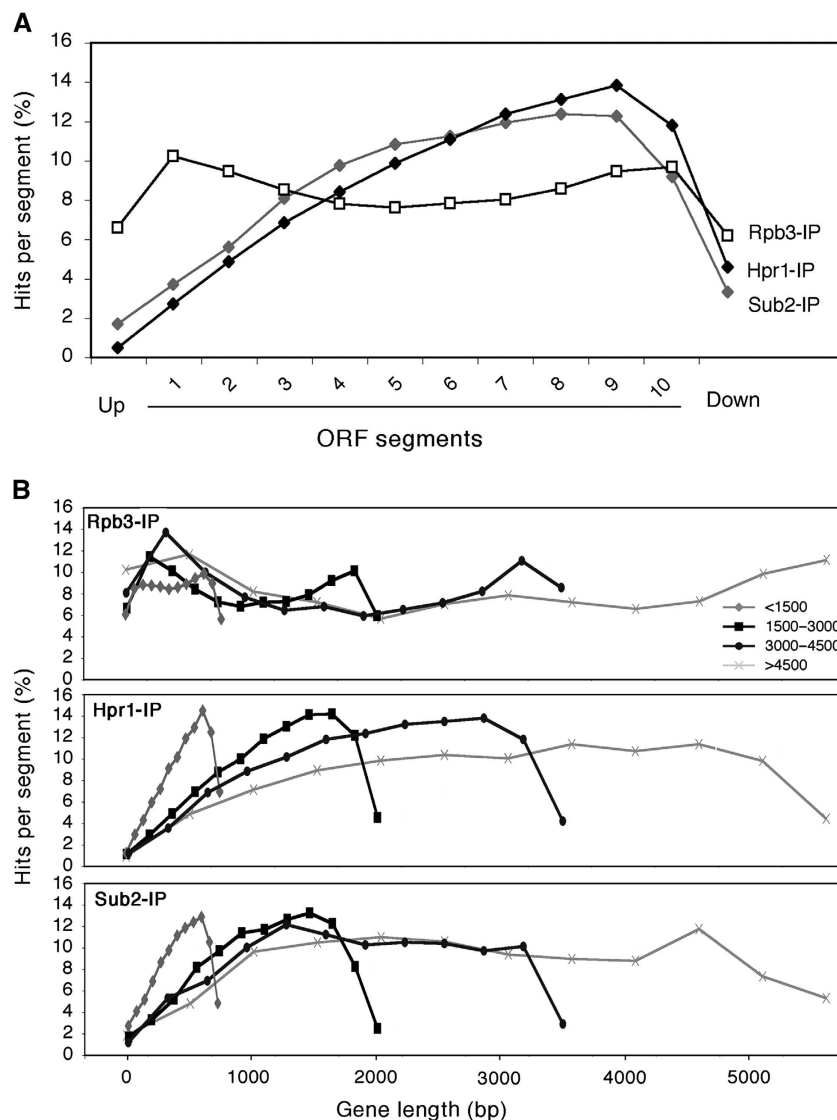 A
Hits per segment (%)
16
14
12
10
8
6
4
2
0
Rpb3-IP
Hpr1-IP
Sub2-IP
1 2 3 4 5 6 7 8 9 10
Up
Down
ORF segments
B
Hits per segment (%)
Rpb3-IP
16
14
12
10
8
6
4
2
0
<1500
1500–3000
3000–4500
>4500
Hpr1-IP
16
14
12
10
8
6
4
2
0
Sub2-IP
16
14
12
10
8
6
4
2
0
0 1000 2000 3000 4000 5000
Gene length (bp)